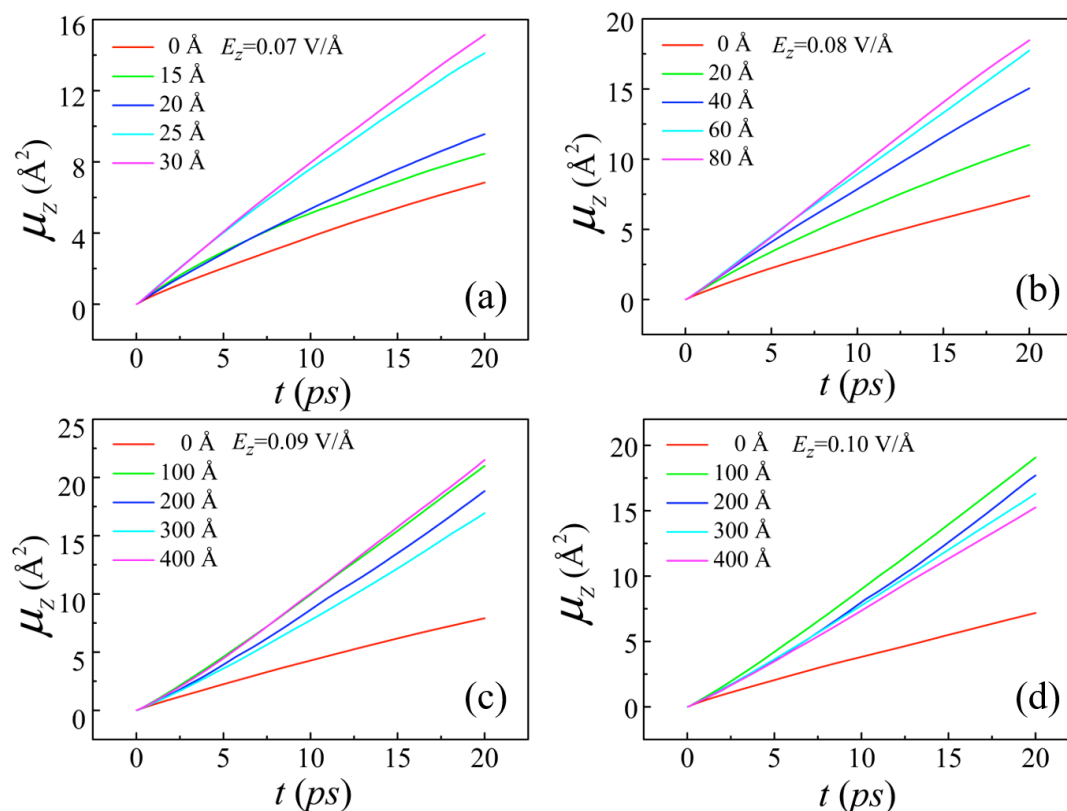 0 Å E_z=0.07 V/Å
15 Å
20 Å
25 Å
30 Å
16
12
8
4
0
μ_Z (Å²)
(a)
0 5 10 15 20
t (ps)
0 Å E_z=0.08 V/Å
20 Å
40 Å
60 Å
80 Å
20
15
10
5
0
μ_Z (Å²)
(b)
0 5 10 15 20
t (ps)
0 Å E_z=0.09 V/Å
100 Å
200 Å
300 Å
400 Å
25
20
15
10
5
0
μ_Z (Å²)
(c)
0 5 10 15 20
t (ps)
0 Å E_z=0.10 V/Å
100 Å
200 Å
300 Å
400 Å
20
15
10
5
0
μ_Z (Å²)
(d)
0 5 10 15 20
t (ps)